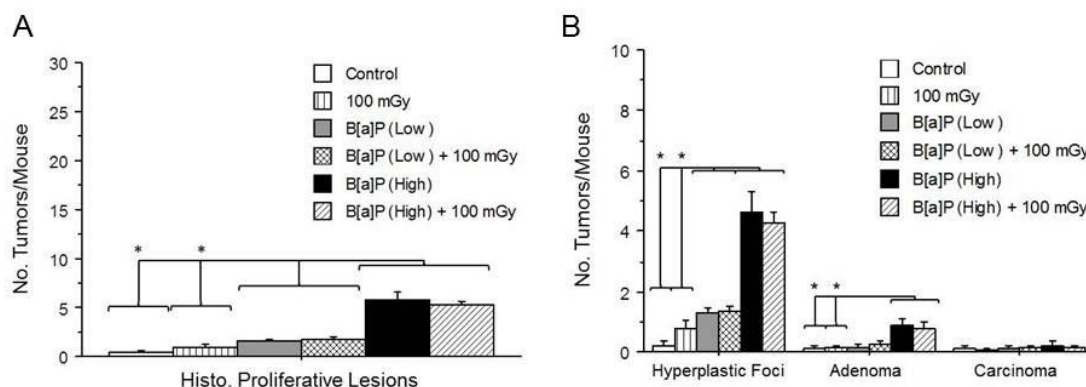 A
No. Tumors/Mouse
30
25
20
15
10
5
0
Control
100 mGy
B[a]P (Low)
B[a]P (Low) + 100 mGy
B[a]P (High)
B[a]P (High) + 100 mGy
* *
Histo. Proliferative Lesions
B
No. Tumors/Mouse
10
8
6
4
2
0
Control
100 mGy
B[a]P (Low)
B[a]P (Low) + 100 mGy
B[a]P (High)
B[a]P (High) + 100 mGy
* *
* *
Hyperplastic Foci Adenoma Carcinoma